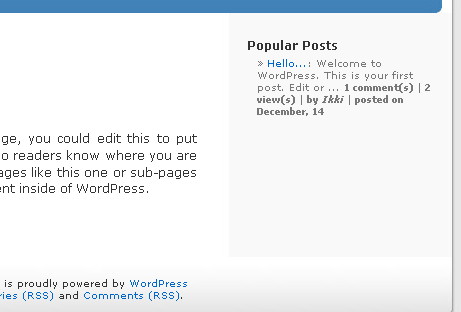 Popular Posts
» Hello...: Welcome to
WordPress. This is your first
post. Edit or ... 1 comment(s) | 2
view(s) | by Ikki | posted on
December, 14
ge, you could edit this to put
o readers know where you are
ages like this one or sub-pages
ent inside of WordPress.
is proudly powered by WordPress
ries (RSS) and Comments (RSS).